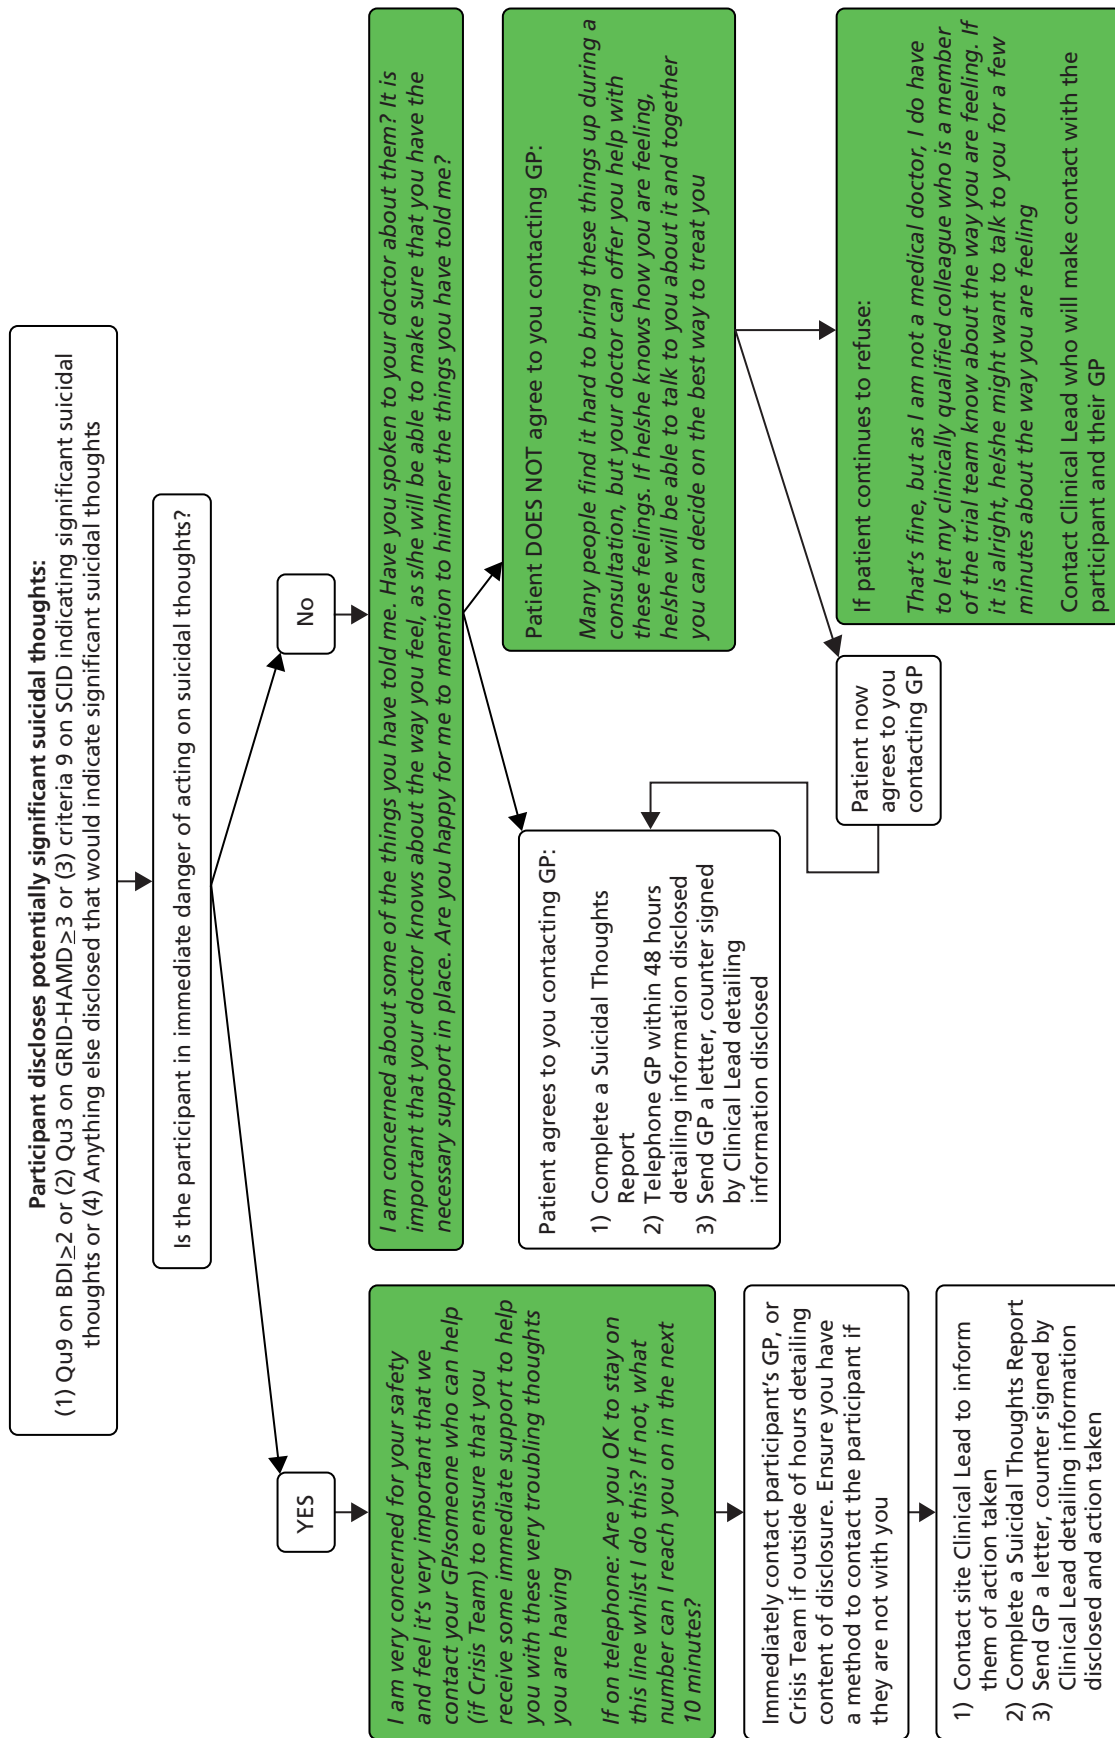 Participant discloses potentially significant suicidal thoughts:
(1) Qu9 on BDI≥2 or (2) Qu3 on GRID-HAMD≥3 or (3) criteria 9 on SCID indicating significant suicidal
thoughts or (4) Anything else disclosed that would indicate significant suicidal thoughts
Is the participant in immediate danger of acting on suicidal thoughts?
YES
No
I am very concerned for your safety
and feel it's very important that we
contact your GP/someone who can help
(if Crisis Team) to ensure that you
receive some immediate support to help
you with these very troubling thoughts
you are having
If on telephone: Are you OK to stay on
this line whilst I do this? If not, what
number can I reach you on in the next
10 minutes?
Immediately contact participant's GP, or
Crisis Team if outside of hours detailing
content of disclosure. Ensure you have
a method to contact the participant if
they are not with you
1) Contact site Clinical Lead to inform
them of action taken
2) Complete a Suicidal Thoughts Report
3) Send GP a letter, counter signed by
Clinical Lead detailing information
disclosed and action taken
I am concerned about some of the things you have told me. Have you spoken to your doctor about them? It is
important that your doctor knows about the way you feel, as s/he will be able to make sure that you have the
necessary support in place. Are you happy for me to mention to him/her the things you have told me?
Patient agrees to you contacting GP:
1) Complete a Suicidal Thoughts
Report
2) Telephone GP within 48 hours
detailing information disclosed
3) Send GP a letter, counter signed
by Clinical Lead detailing
information disclosed
Patient DOES NOT agree to you contacting GP:
Many people find it hard to bring these things up during a
consultation, but your doctor can offer you help with
these feelings. If he/she knows how you are feeling,
he/she will be able to talk to you about it and together
you can decide on the best way to treat you
Patient now
agrees to you
contacting GP
If patient continues to refuse:
That's fine, but as I am not a medical doctor, I do have
to let my clinically qualified colleague who is a member
of the trial team know about the way you are feeling. If
it is alright, he/she might want to talk to you for a few
minutes about the way you are feeling
Contact Clinical Lead who will make contact with the
participant and their GP